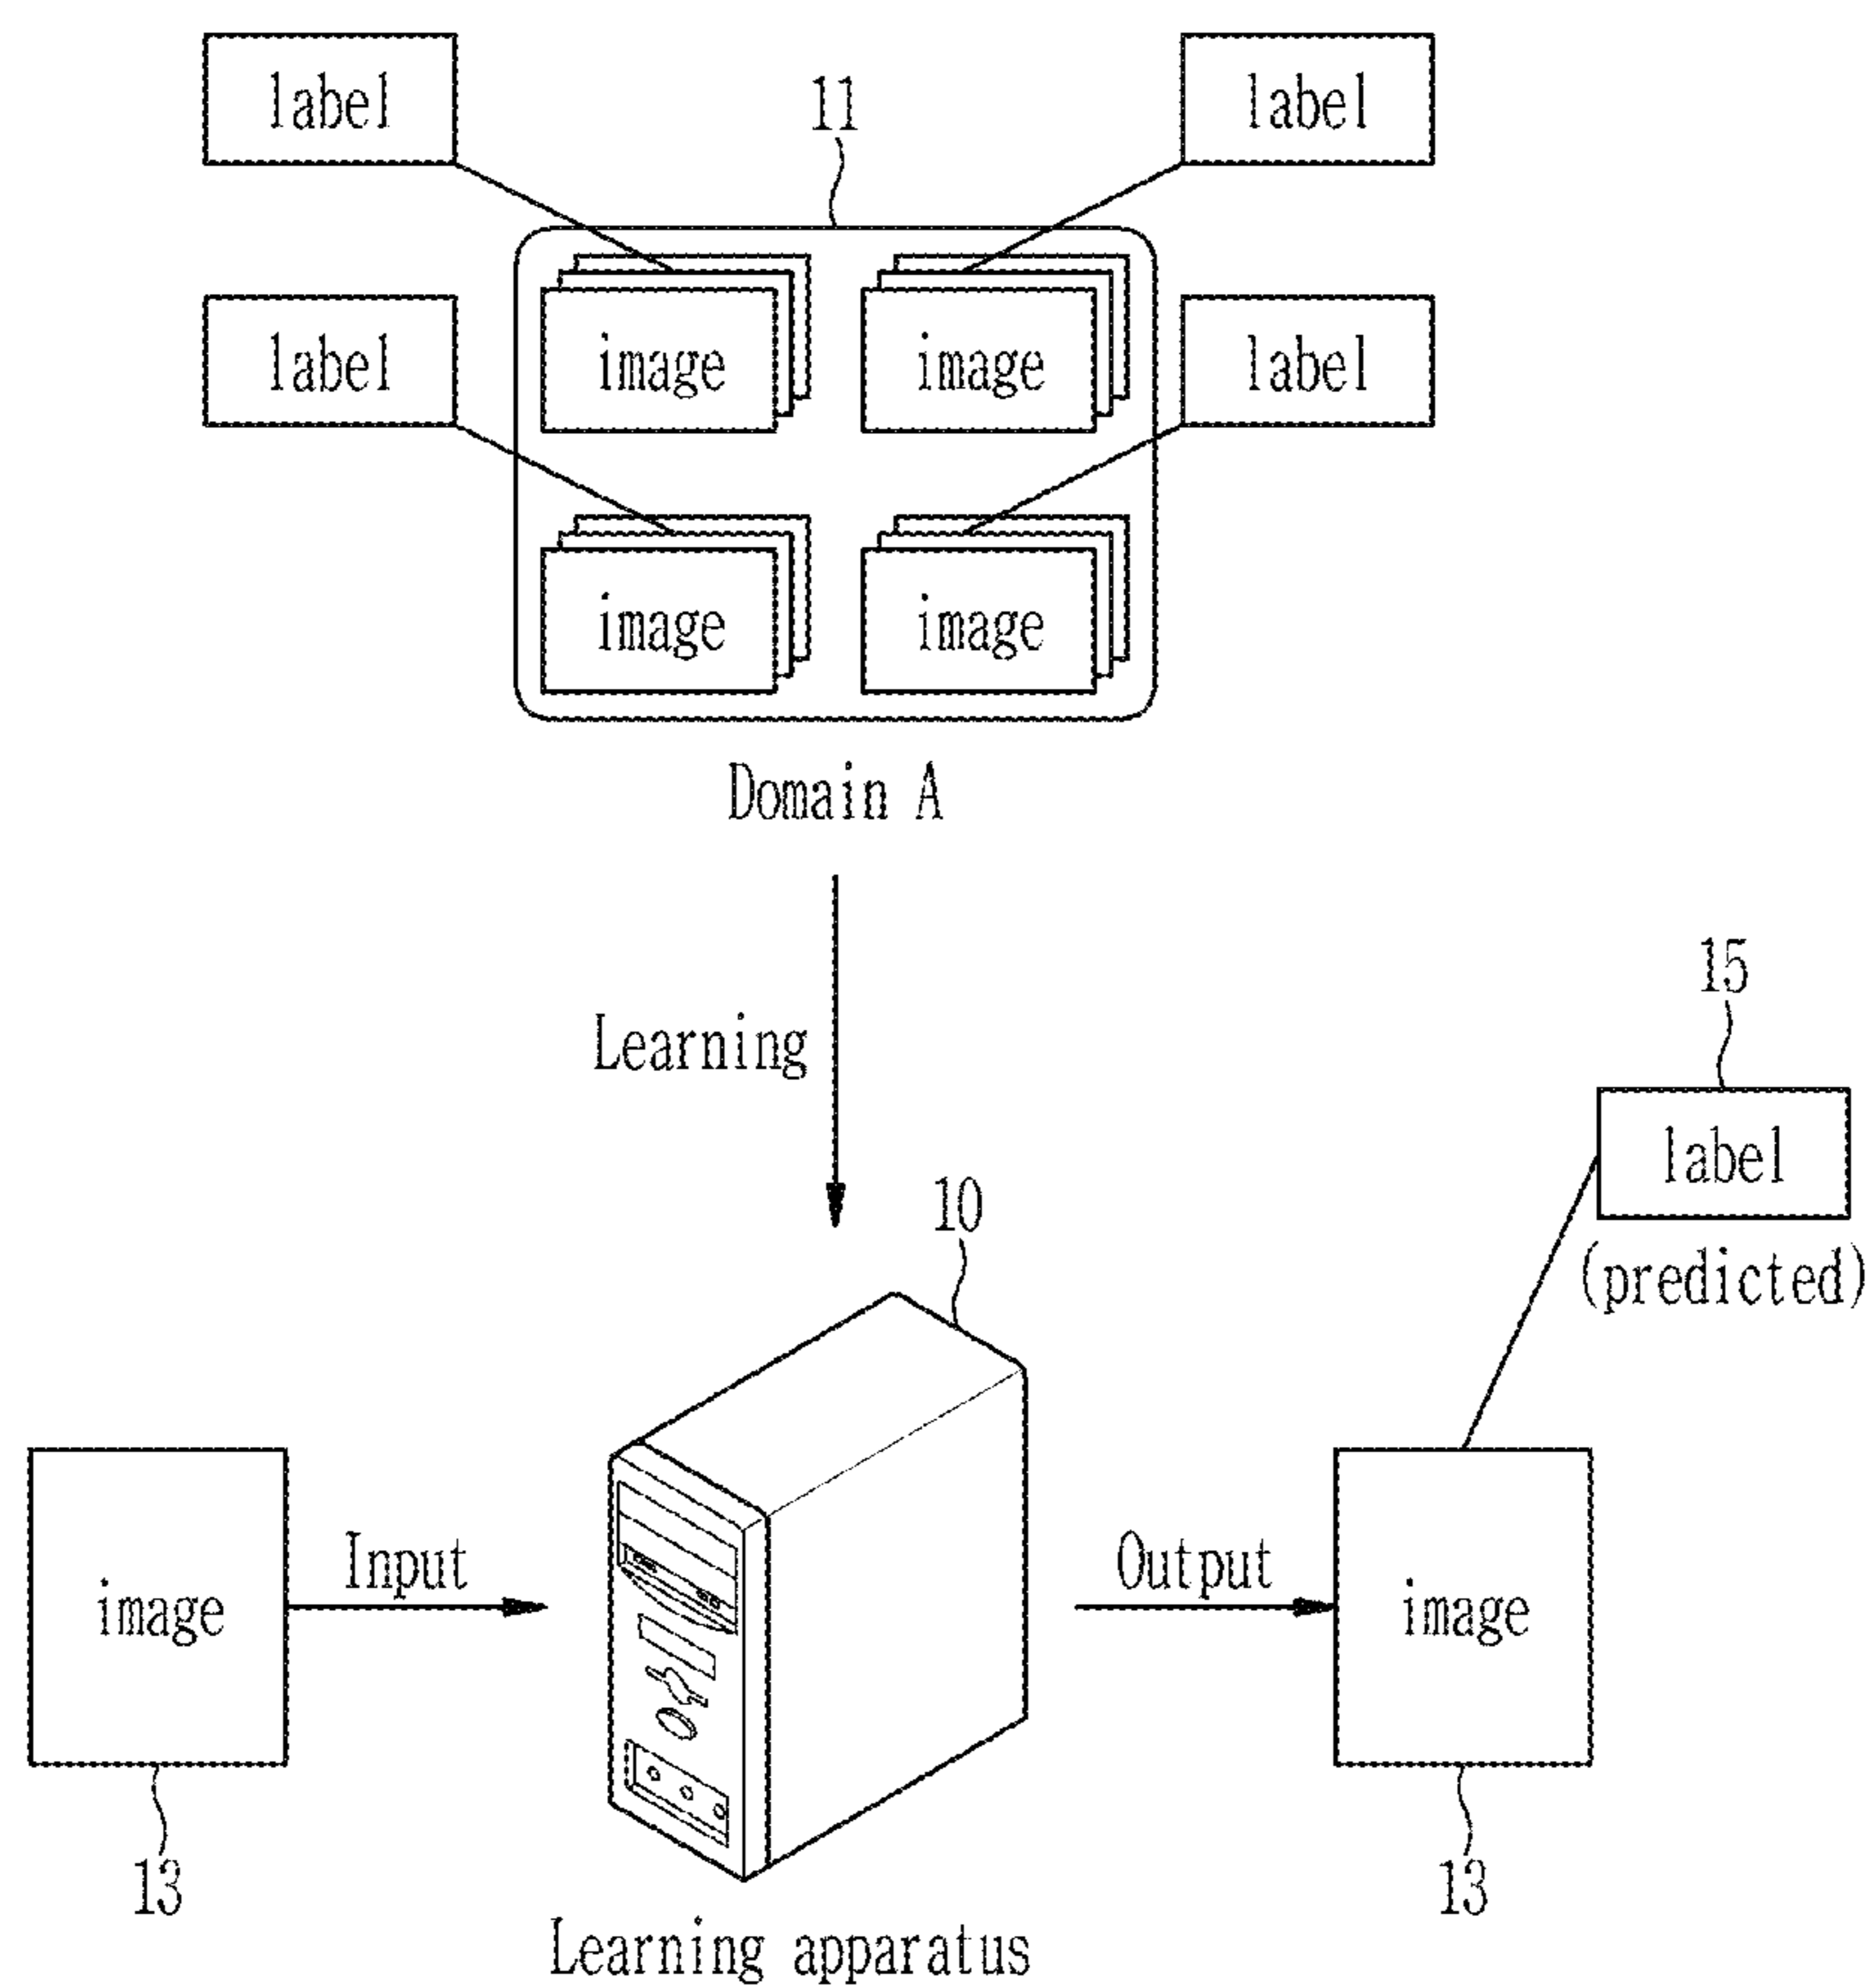 label
11
label
label
image
image
label
image
image
Domain A
Learning
15
label
(predicted)
10
image
Input
Output
image
13
13
Learning apparatus